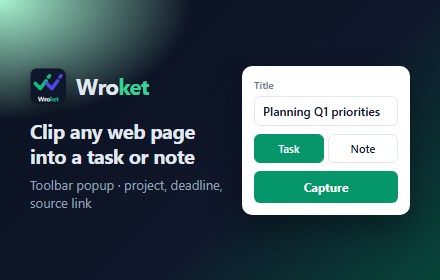 Wroket
Wroket
Clip any web page
into a task or note
Toolbar popup · project, deadline,
source link
Title
Planning Q1 priorities
Task
Note
Capture